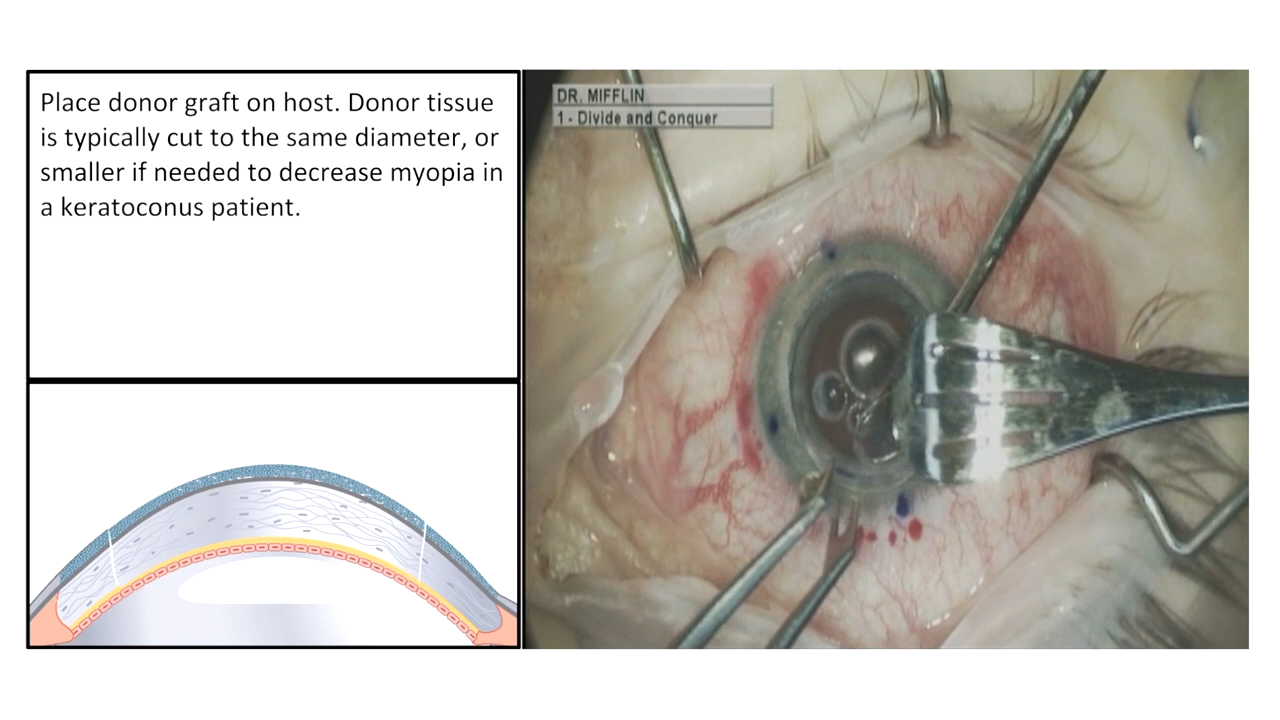 Place donor graft on host. Donor tissue
is typically cut to the same diameter, or
smaller if needed to decrease myopia in
a keratoconus patient.
DR. MIFFLIN
1 - Divide and Conquer